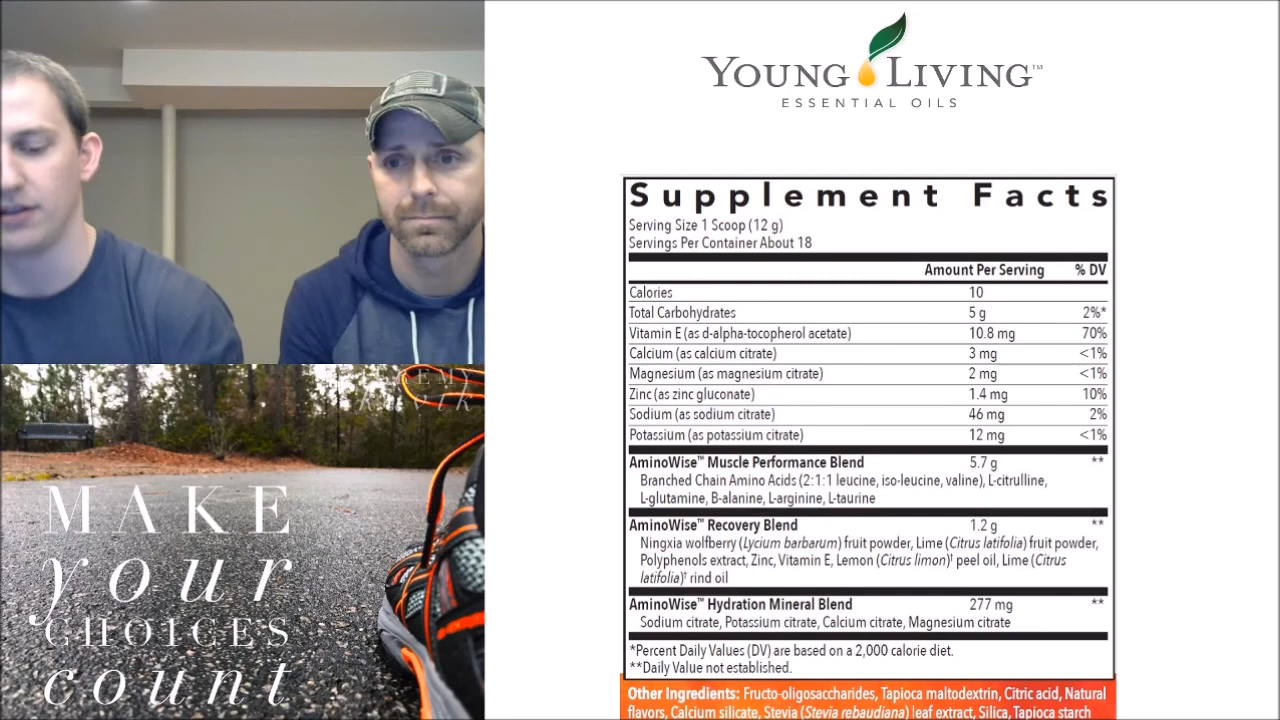 YOUNG LIVING™
ESSENTIAL OILS
Supplement Facts
Serving Size 1 Scoop (12 g)
Servings Per Container About 18
Amount Per Serving % DV
Calories 10
Total Carbohydrates 5 g 2%*
Vitamin E (as d-alpha-tocopherol acetate) 10.8 mg 70%
Calcium (as calcium citrate) 3 mg <1%
Magnesium (as magnesium citrate) 2 mg <1%
Zinc (as zinc gluconate) 1.4 mg 10%
Sodium (as sodium citrate) 46 mg 2%
Potassium (as potassium citrate) 12 mg <1%
AminoWise™ Muscle Performance Blend 5.7 g **
Branched Chain Amino Acids (2:1:1 leucine, iso-leucine, valine), L-citrulline,
L-glutamine, B-alanine, L-arginine, L-taurine
AminoWise™ Recovery Blend 1.2 g **
Ningxia wolfberry (Lycium barbarum) fruit powder, Lime (Citrus latifolia) fruit powder,
Polyphenols extract, Zinc, Vitamin E, Lemon (Citrus limon)† peel oil, Lime (Citrus
latifolia)† rind oil
AminoWise™ Hydration Mineral Blend 277 mg **
Sodium citrate, Potassium citrate, Calcium citrate, Magnesium citrate
*Percent Daily Values (DV) are based on a 2,000 calorie diet.
**Daily Value not established.
Other Ingredients: Fructo-oligosaccharides, Tapioca maltodextrin, Citric acid, Natural
flavors, Calcium silicate, Stevia (Stevia rebaudiana) leaf extract, Silica, Tapioca starch
MAKE
your
CHOICES
count